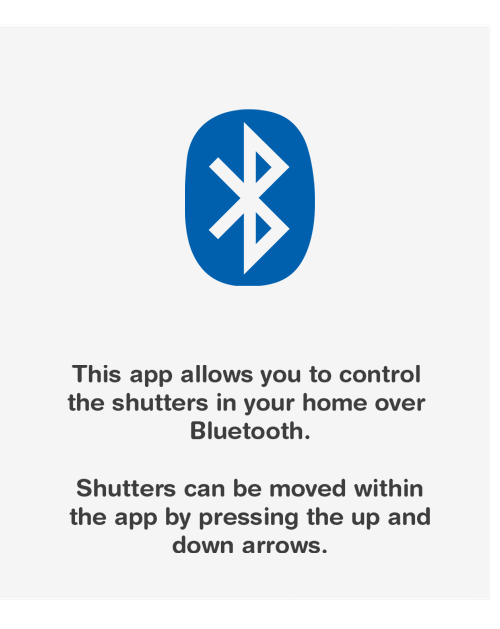 This app allows you to control
the shutters in your home over
Bluetooth.
Shutters can be moved within
the app by pressing the up and
down arrows.